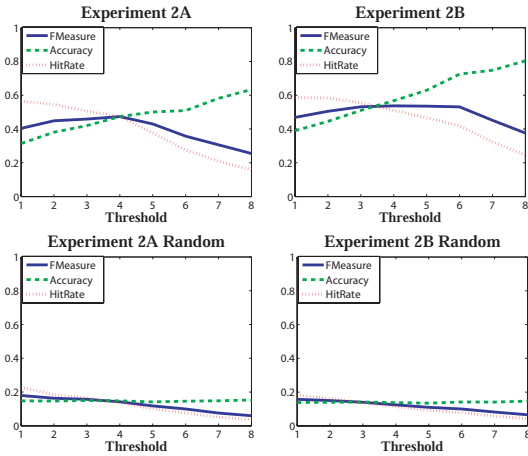 Experiment 2A
FMeasure
Accuracy
HitRate
1
0.8
0.6
0.4
0.2
0
1 2 3 4 5 6 7 8
Threshold
Experiment 2B
FMeasure
Accuracy
HitRate
1
0.8
0.6
0.4
0.2
0
1 2 3 4 5 6 7 8
Threshold
Experiment 2A Random
FMeasure
Accuracy
HitRate
1
0.8
0.6
0.4
0.2
0
1 2 3 4 5 6 7 8
Threshold
Experiment 2B Random
FMeasure
Accuracy
HitRate
1
0.8
0.6
0.4
0.2
0
1 2 3 4 5 6 7 8
Threshold